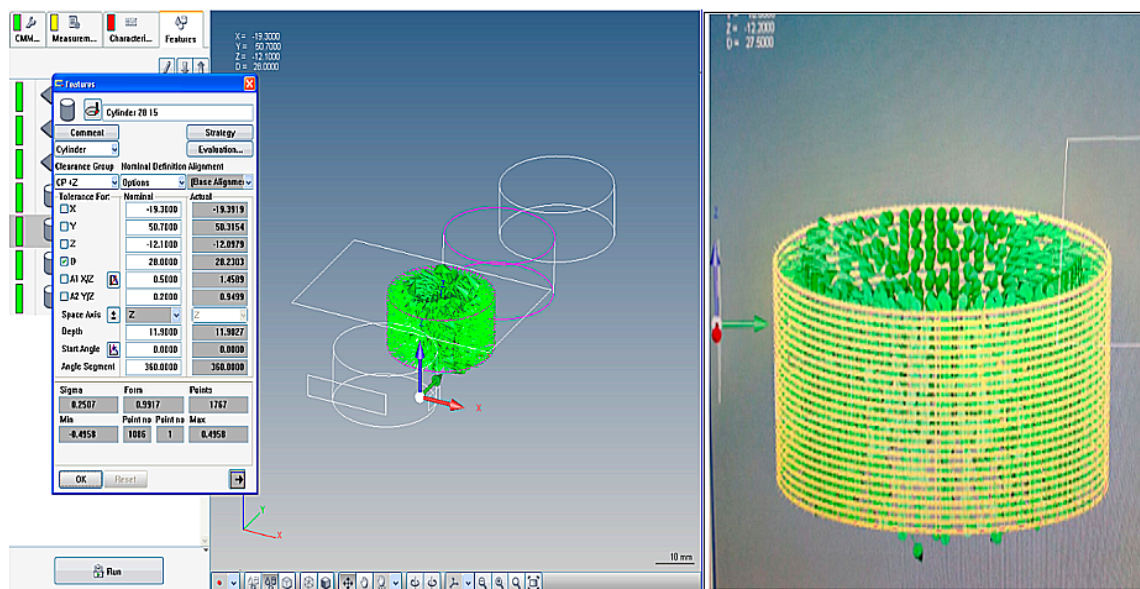 CMM... Measurem... Characteri... Features
Features
Cylinder 28 15
Comment Strategy
Cylinder Evaluation...
Clearance Group Nominal Definition Alignment
CP +Z Options (Base Alignme
Tolerance For: Nominal Actual
X -19.3000 -19.3919
Y 50.7000 50.3154
Z -12.1000 -12.0979
D 28.0000 28.2303
A1 X/Z 0.5000 1.4589
A2 Y/Z 0.2000 0.9499
Space Axis Z Z
Depth 11.9000 11.9027
Start Angle 0.0000 0.0000
Angle Segment 360.0000 360.0000
Sigma Form Points
0.2507 0.9917 1767
Min Point no Point no Max
-0.4958 1086 1 0.4958
OK Reset
Run
X = -19.3000
Y = 50.7000
Z = -12.1000
D = 28.0000
X
Y
X
10 mm
Z = -12.2000
D = 27.5000